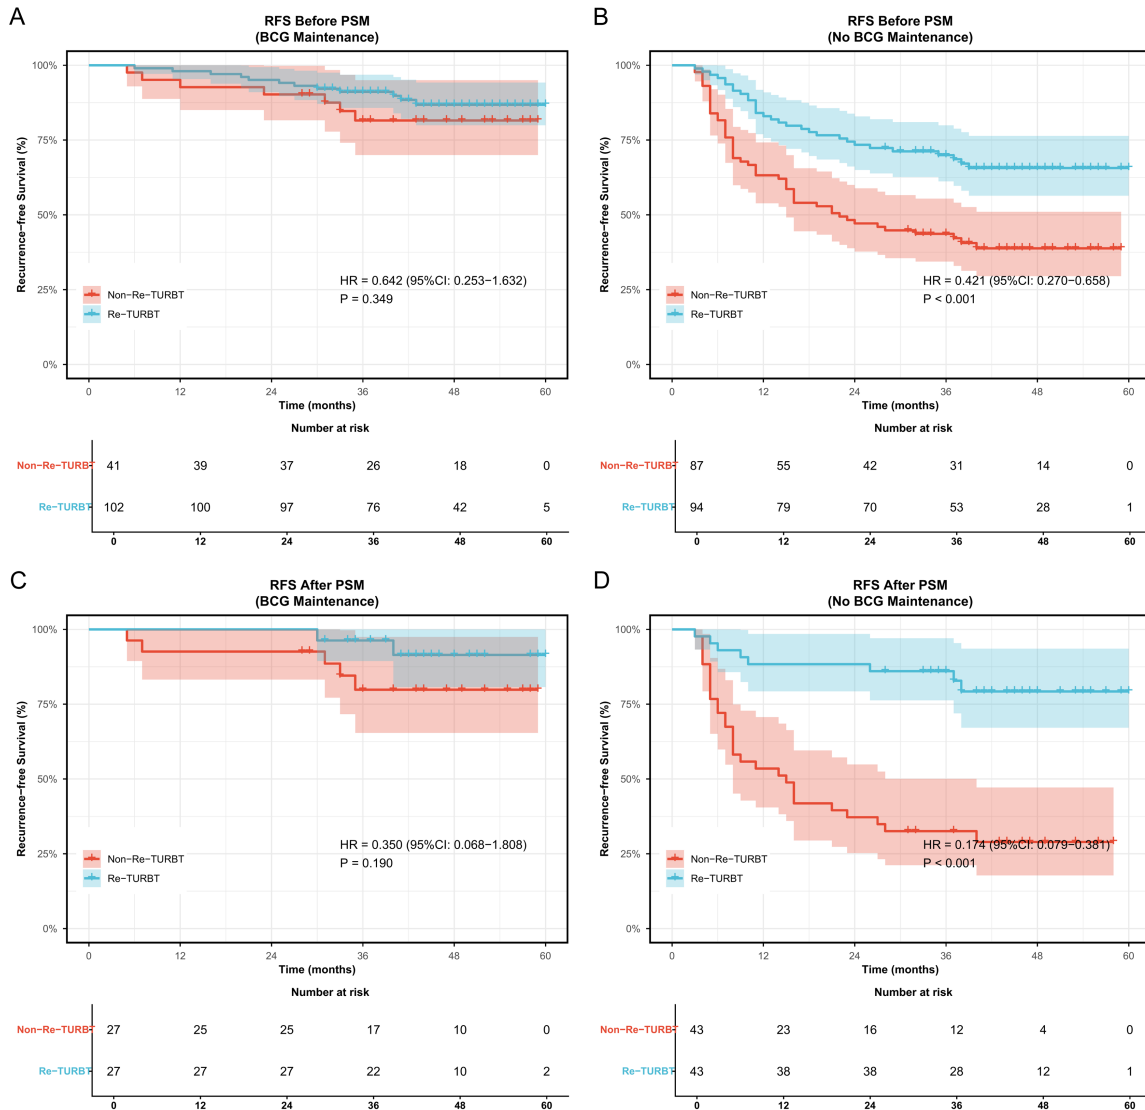 A
RFS Before PSM
(BCG Maintenance)
Recurrence−free Survival (%)
100%
75%
50%
25%
0%
HR = 0.642 (95%CI: 0.253−1.632)
P = 0.349
Non−Re−TURBT
Re−TURBT
0 12 24 36 48 60
Time (months)
Number at risk
Non−Re−TURBT 41 39 37 26 18 0
Re−TURBT 102 100 97 76 42 5
0 12 24 36 48 60
B
RFS Before PSM
(No BCG Maintenance)
Recurrence−free Survival (%)
100%
75%
50%
25%
0%
HR = 0.421 (95%CI: 0.270−0.658)
P < 0.001
Non−Re−TURBT
Re−TURBT
0 12 24 36 48 60
Time (months)
Number at risk
Non−Re−TURBT 87 55 42 31 14 0
Re−TURBT 94 79 70 53 28 1
0 12 24 36 48 60
C
RFS After PSM
(BCG Maintenance)
Recurrence−free Survival (%)
100%
75%
50%
25%
0%
HR = 0.350 (95%CI: 0.068−1.808)
P = 0.190
Non−Re−TURBT
Re−TURBT
0 12 24 36 48 60
Time (months)
Number at risk
Non−Re−TURBT 27 25 25 17 10 0
Re−TURBT 27 27 27 22 10 2
0 12 24 36 48 60
D
RFS After PSM
(No BCG Maintenance)
Recurrence−free Survival (%)
100%
75%
50%
25%
0%
HR = 0.174 (95%CI: 0.079−0.381)
P < 0.001
Non−Re−TURBT
Re−TURBT
0 12 24 36 48 60
Time (months)
Number at risk
Non−Re−TURBT 43 23 16 12 4 0
Re−TURBT 43 38 38 28 12 1
0 12 24 36 48 60